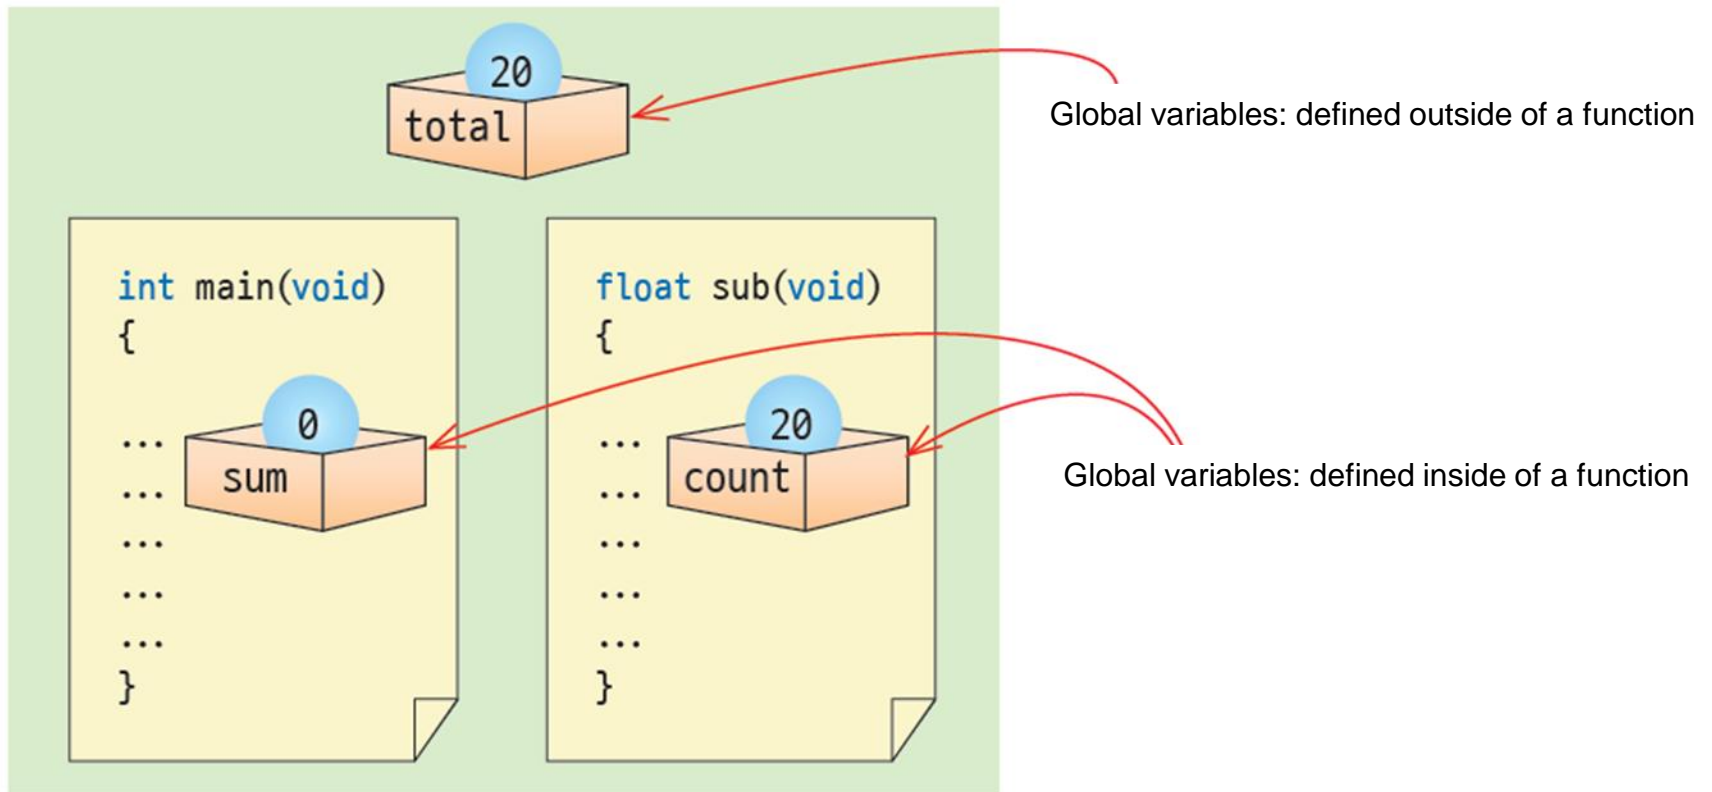 20
total
Global variables: defined outside of a function
int main(void)
{
... 0
... sum
...
...
...
}
float sub(void)
{
... 20
... count
...
...
...
}
Global variables: defined inside of a function